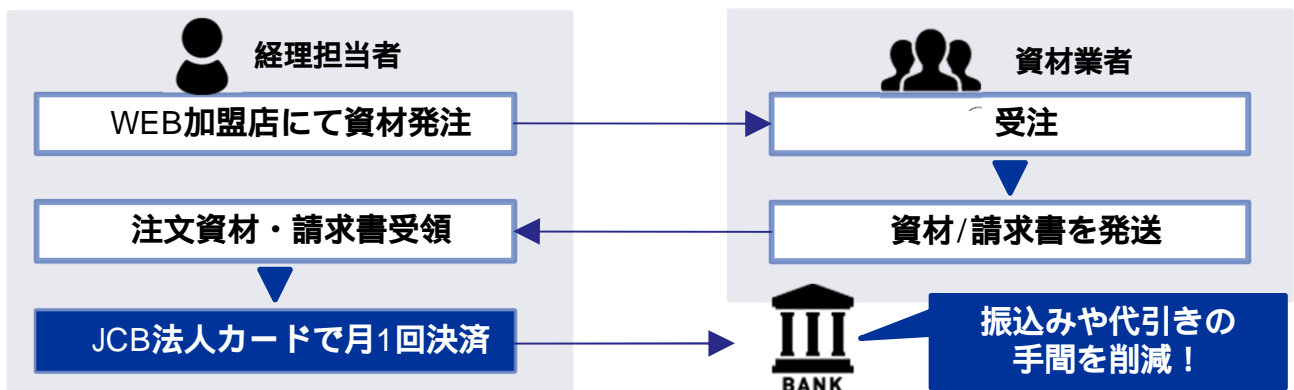 経理担当者
資材業者
WEB加盟店にて資材発注
受注
注文資材・請求書受領
資材/請求書を発送
JCB法人カードで月1回決済
BANK
振込みや代引きの
手間を削減！